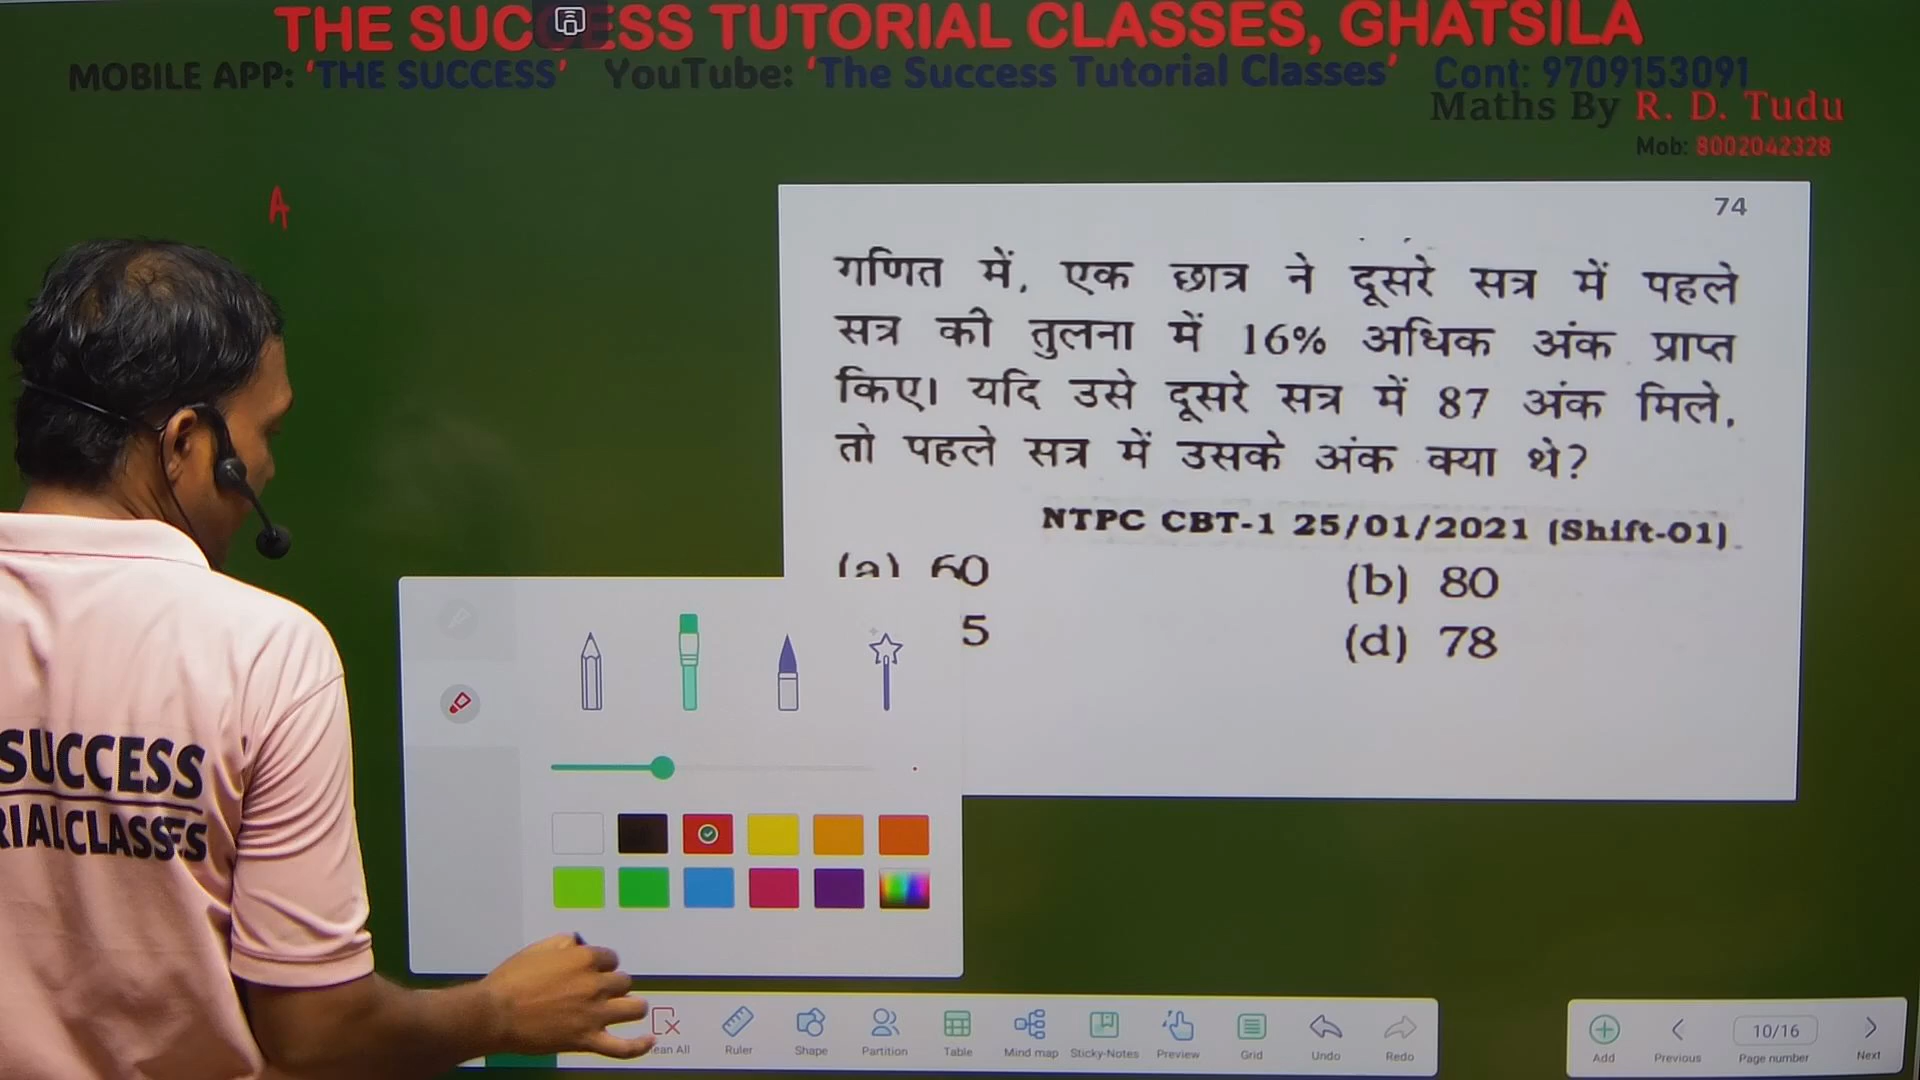 THE SUCCESS TUTORIAL CLASSES, GHATSILA
MOBILE APP: 'THE SUCCESS' YouTube: 'The Success Tutorial Classes' Cont: 9709153091
Maths By R. D. Tudu
Mob: 8002042328
A
74
गणित में, एक छात्र ने दूसरे सत्र में पहले
सत्र की तुलना में 16% अधिक अंक प्राप्त
किए। यदि उसे दूसरे सत्र में 87 अंक मिले,
तो पहले सत्र में उसके अंक क्या थे?
NTPC CBT-1 25/01/2021 (Shift-01)
(a) 60 (b) 80
5 (d) 78
SUCCESS
RIAL CLASSES
All Ruler Shape Partition Table Mind map Sticky-Notes Preview Grid Undo Redo
Add Previous 10/16 Page number Next